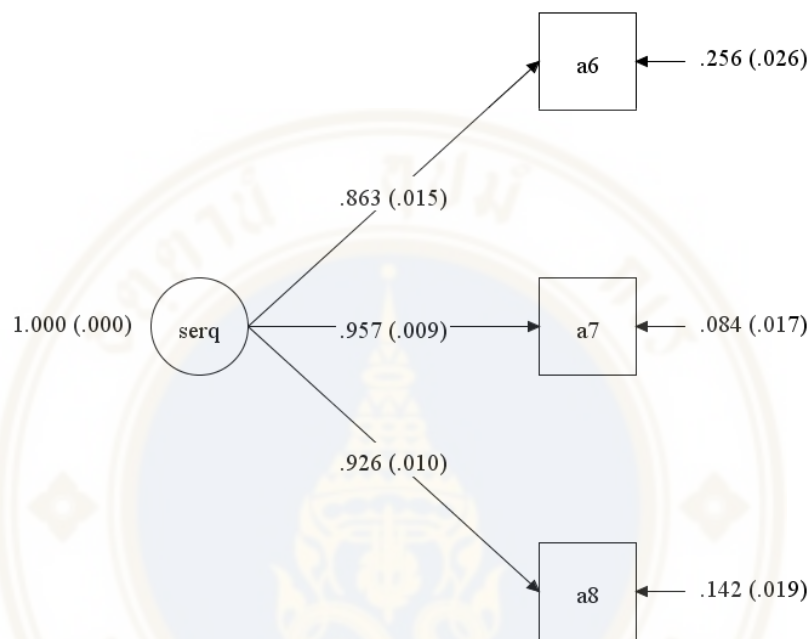 a6
.256 (.026)
.863 (.015)
1.000 (.000)
serq
.957 (.009)
a7
.084 (.017)
.926 (.010)
a8
.142 (.019)